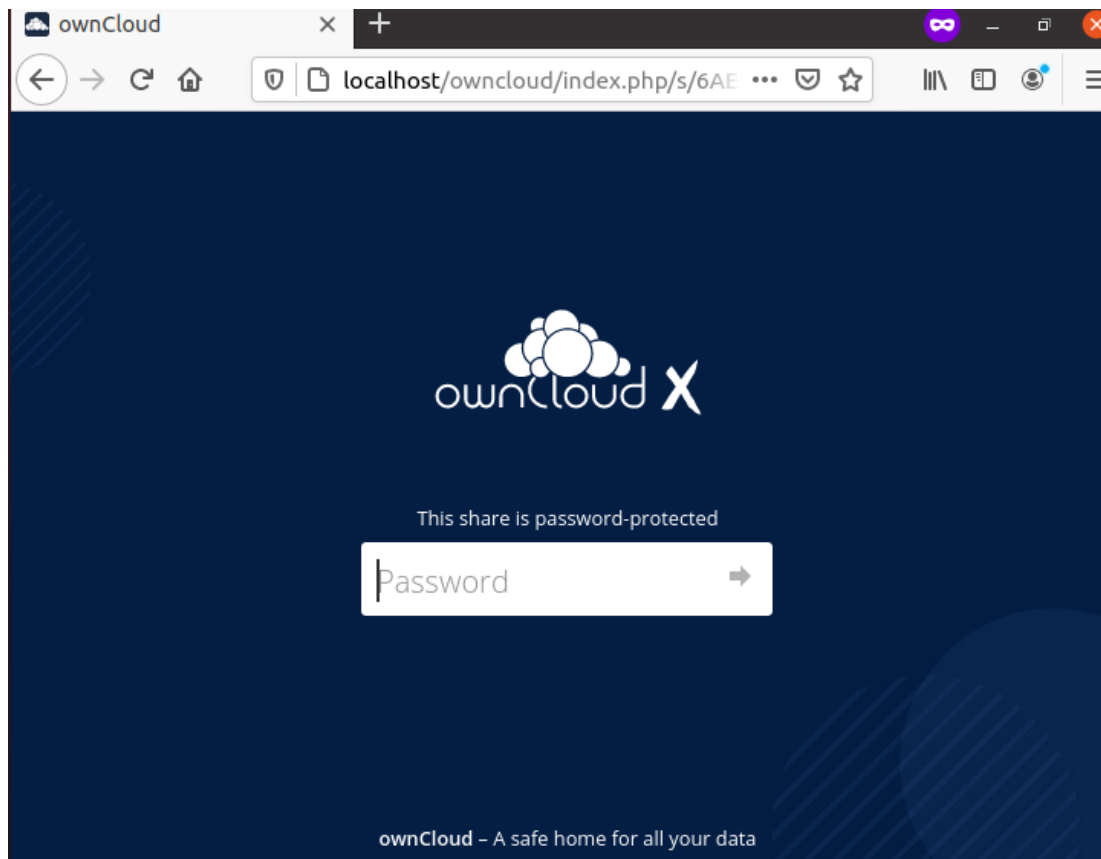 ownCloud
localhost/owncloud/index.php/s/6AE
ownCloud X
This share is password-protected
Password
ownCloud – A safe home for all your data